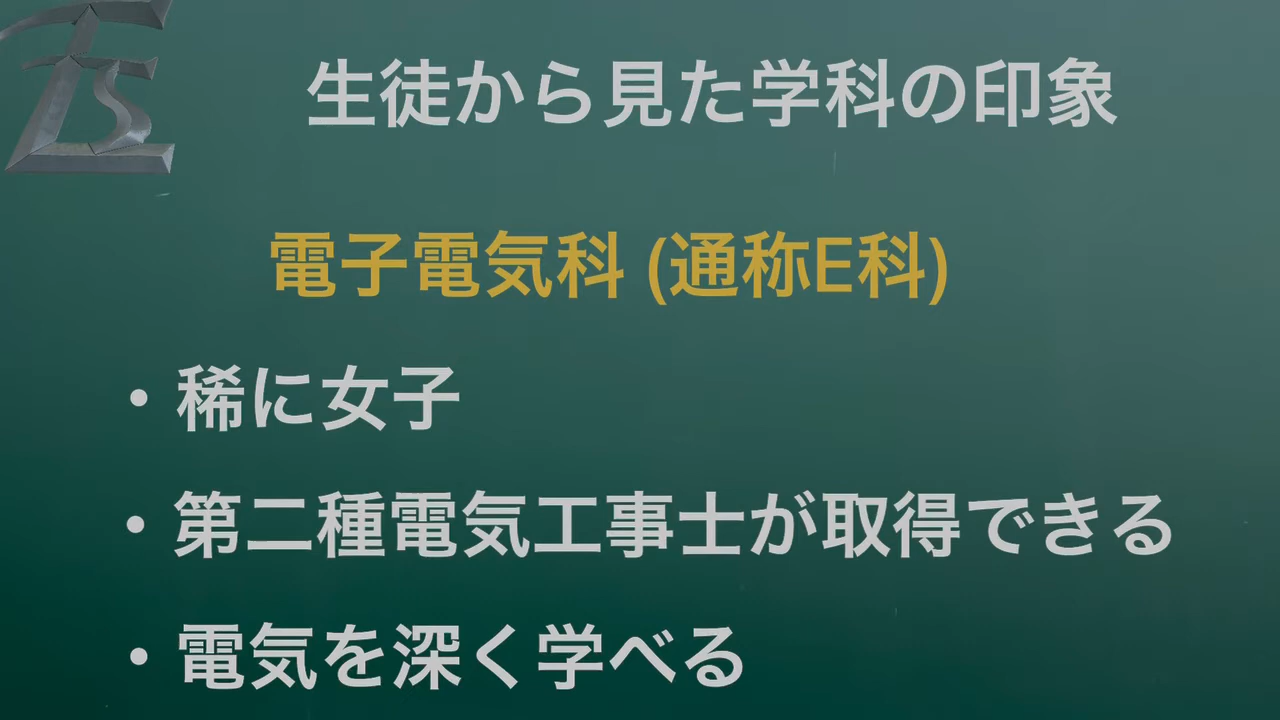 生徒から見た学科の印象
電子電気科 (通称E科)
・稀に女子
・第二種電気工事士が取得できる
・電気を深く学べる